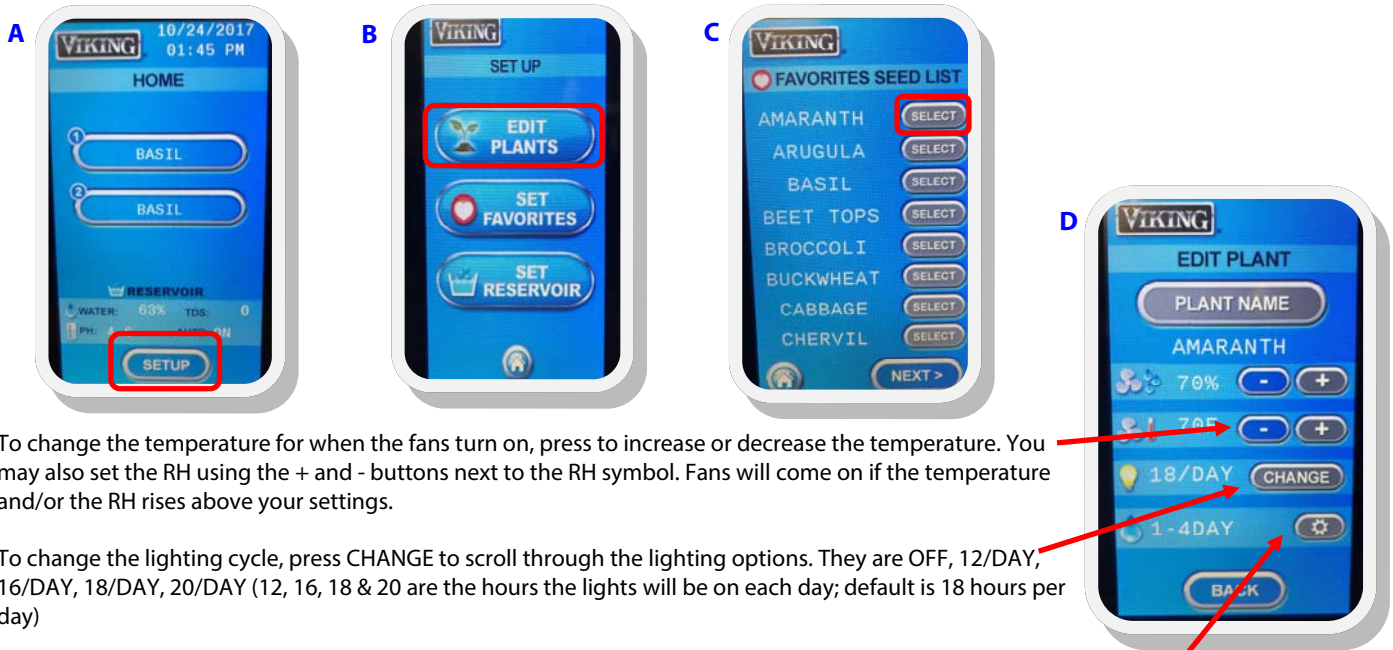 A
VIKING
10/24/2017
01:45 PM
HOME
1
BASIL
2
BASIL
RESERVOIR
WATER: 63% TDS: 0
PH:
ON
SETUP
B
VIKING
SET UP
EDIT
PLANTS
SET
FAVORITES
SET
RESERVOIR
C
VIKING
FAVORITES SEED LIST
AMARANTH SELECT
ARUGULA SELECT
BASIL SELECT
BEET TOPS SELECT
BROCCOLI SELECT
BUCKWHEAT SELECT
CABBAGE SELECT
CHERVIL SELECT
NEXT >
D
VIKING
EDIT PLANT
PLANT NAME
AMARANTH
70% - +
70F - +
18/DAY CHANGE
1-4DAY
BACK
To change the temperature for when the fans turn on, press to increase or decrease the temperature. You
may also set the RH using the + and - buttons next to the RH symbol. Fans will come on if the temperature
and/or the RH rises above your settings.
To change the lighting cycle, press CHANGE to scroll through the lighting options. They are OFF, 12/DAY,
16/DAY, 18/DAY, 20/DAY (12, 16, 18 & 20 are the hours the lights will be on each day; default is 18 hours per
day)